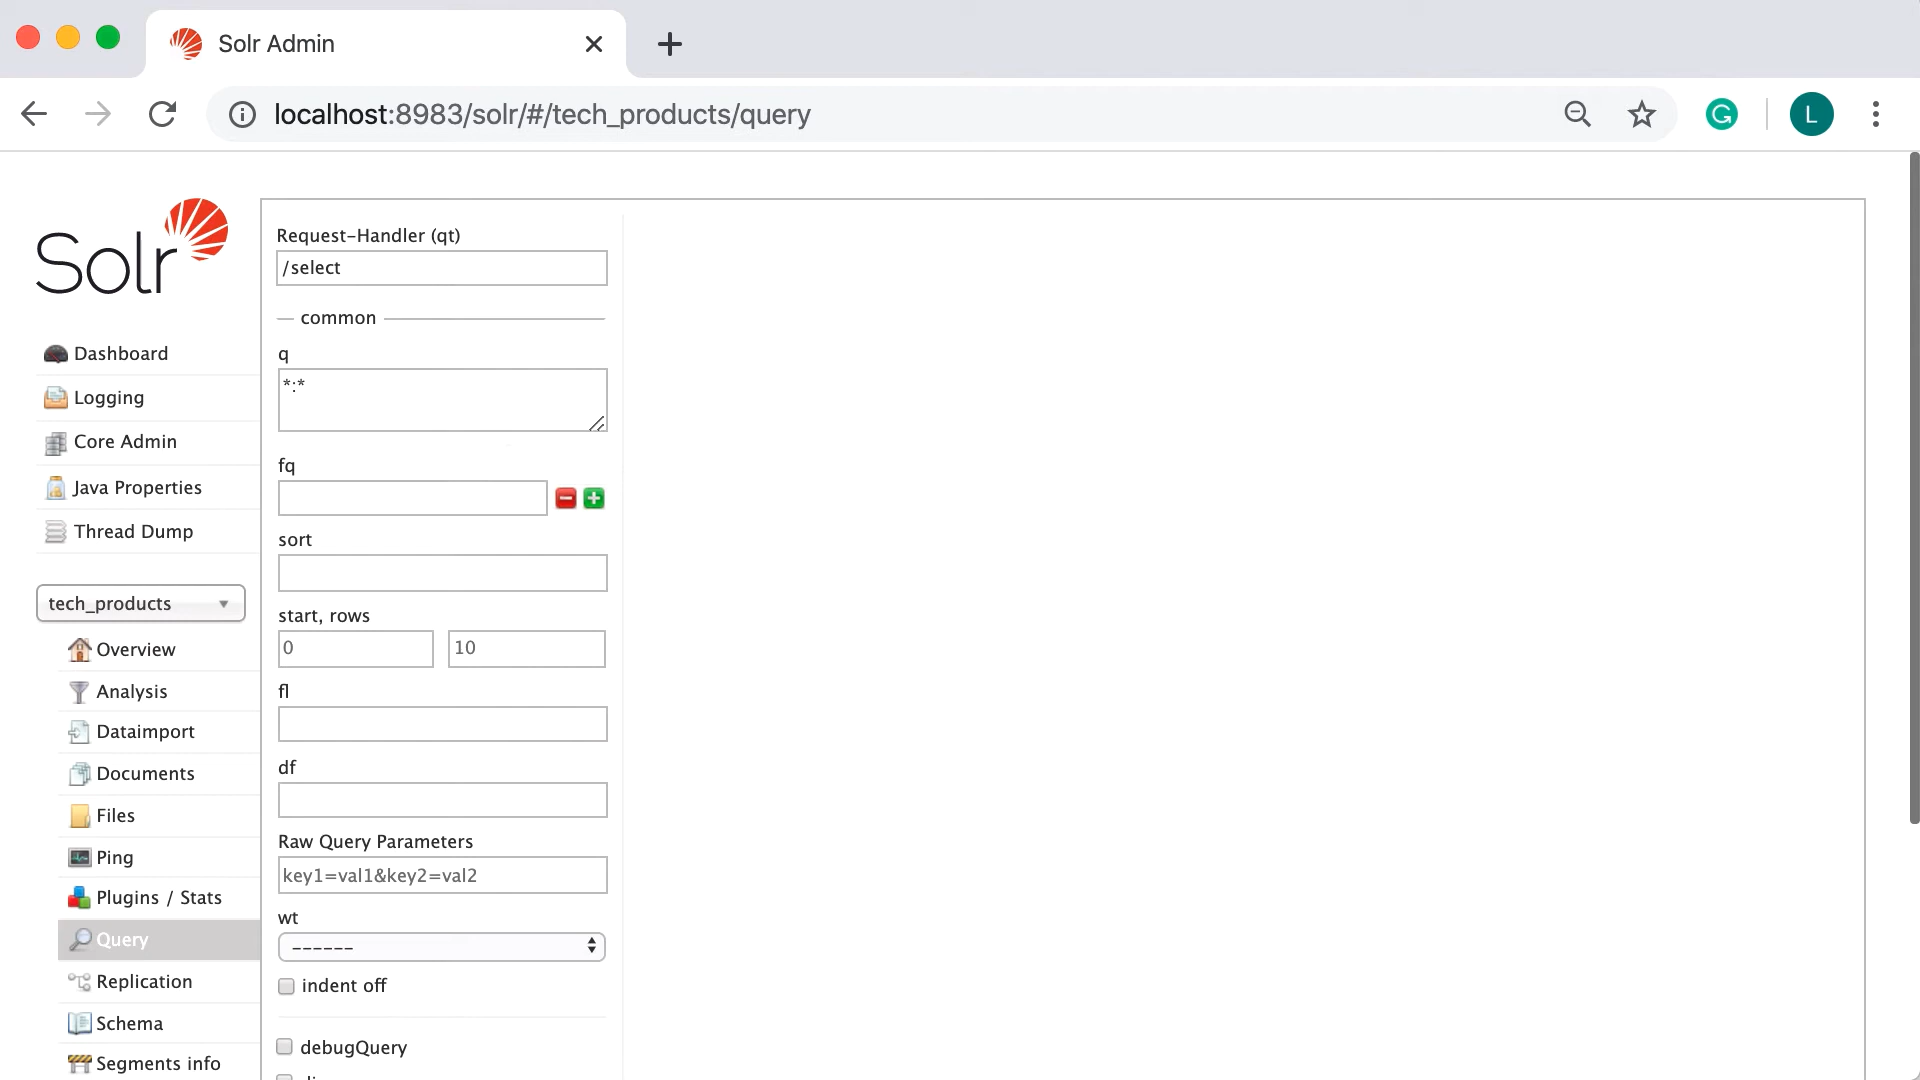 Solr Admin
localhost:8983/solr/#/tech_products/query
G
L
Solr
Dashboard
Logging
Core Admin
Java Properties
Thread Dump
tech_products
Overview
Analysis
Dataimport
Documents
Files
Ping
Plugins / Stats
Query
Replication
Schema
Segments info
Request-Handler (qt)
/select
common
q
*:*
fq
sort
start, rows
0 10
fl
df
Raw Query Parameters
key1=val1&key2=val2
wt
------
indent off
debugQuery